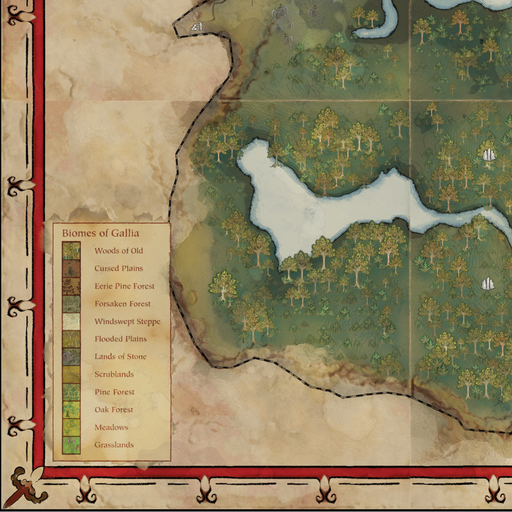 21
Biomes of Gallia
Woods of Old
Cursed Plains
Eerie Pine Forest
Forsaken Forest
Windswept Steppe
Flooded Plains
Lands of Stone
Scrublands
Pine Forest
Oak Forest
Meadows
Grasslands